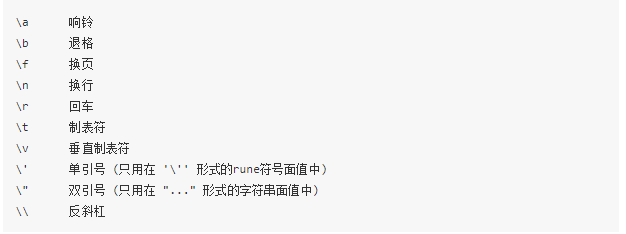 \a 响铃
\b 退格
\f 换页
\n 换行
\r 回车
\t 制表符
\v 垂直制表符
\' 单引号 (只用在 '\'' 形式的rune符号面值中)
\" 双引号 (只用在 "..." 形式的字符串面值中)
\\ 反斜杠